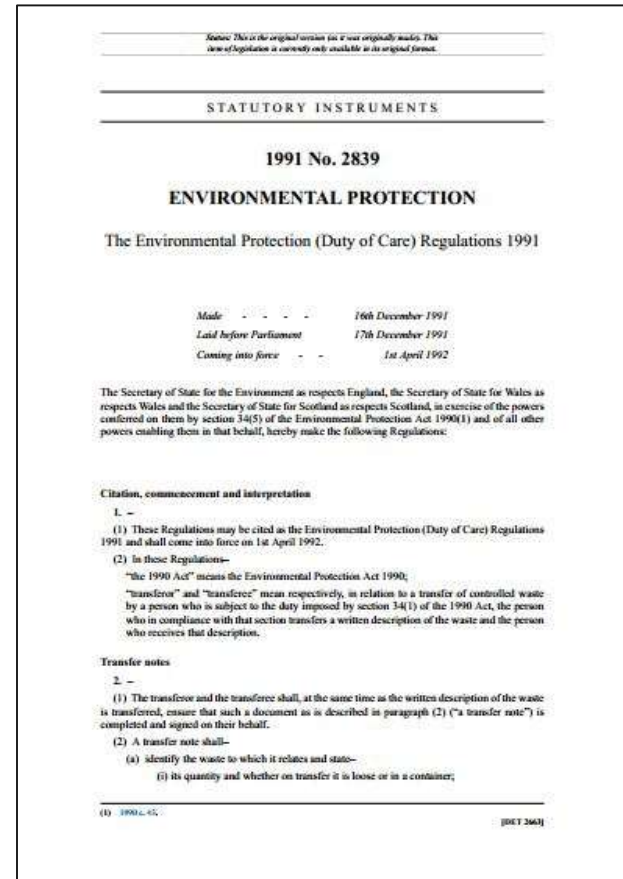 Status: This is the original version (as it was originally made). This
item of legislation is currently only available in its original format.
STATUTORY INSTRUMENTS
1991 No. 2839
ENVIRONMENTAL PROTECTION
The Environmental Protection (Duty of Care) Regulations 1991
Made - - - - 16th December 1991
Laid before Parliament 17th December 1991
Coming into force - - 1st April 1992
The Secretary of State for the Environment as respects England, the Secretary of State for Wales as
respects Wales and the Secretary of State for Scotland as respects Scotland, in exercise of the powers
conferred on them by section 34(5) of the Environmental Protection Act 1990(1) and of all other
powers enabling them in that behalf, hereby make the following Regulations:
Citation, commencement and interpretation
1. –
(1) These Regulations may be cited as the Environmental Protection (Duty of Care) Regulations
1991 and shall come into force on 1st April 1992.
(2) In these Regulations–
“the 1990 Act” means the Environmental Protection Act 1990;
“transferor” and “transferee” mean respectively, in relation to a transfer of controlled waste
by a person who is subject to the duty imposed by section 34(1) of the 1990 Act, the person
who in compliance with that section transfers a written description of the waste and the person
who receives that description.
Transfer notes
2. –
(1) The transferor and the transferee shall, at the same time as the written description of the waste
is transferred, ensure that such a document as is described in paragraph (2) (“a transfer note”) is
completed and signed on their behalf.
(2) A transfer note shall–
(a) identify the waste to which it relates and state–
(i) its quantity and whether on transfer it is loose or in a container;
(1) 1990 c. 43.
[DET 2663]